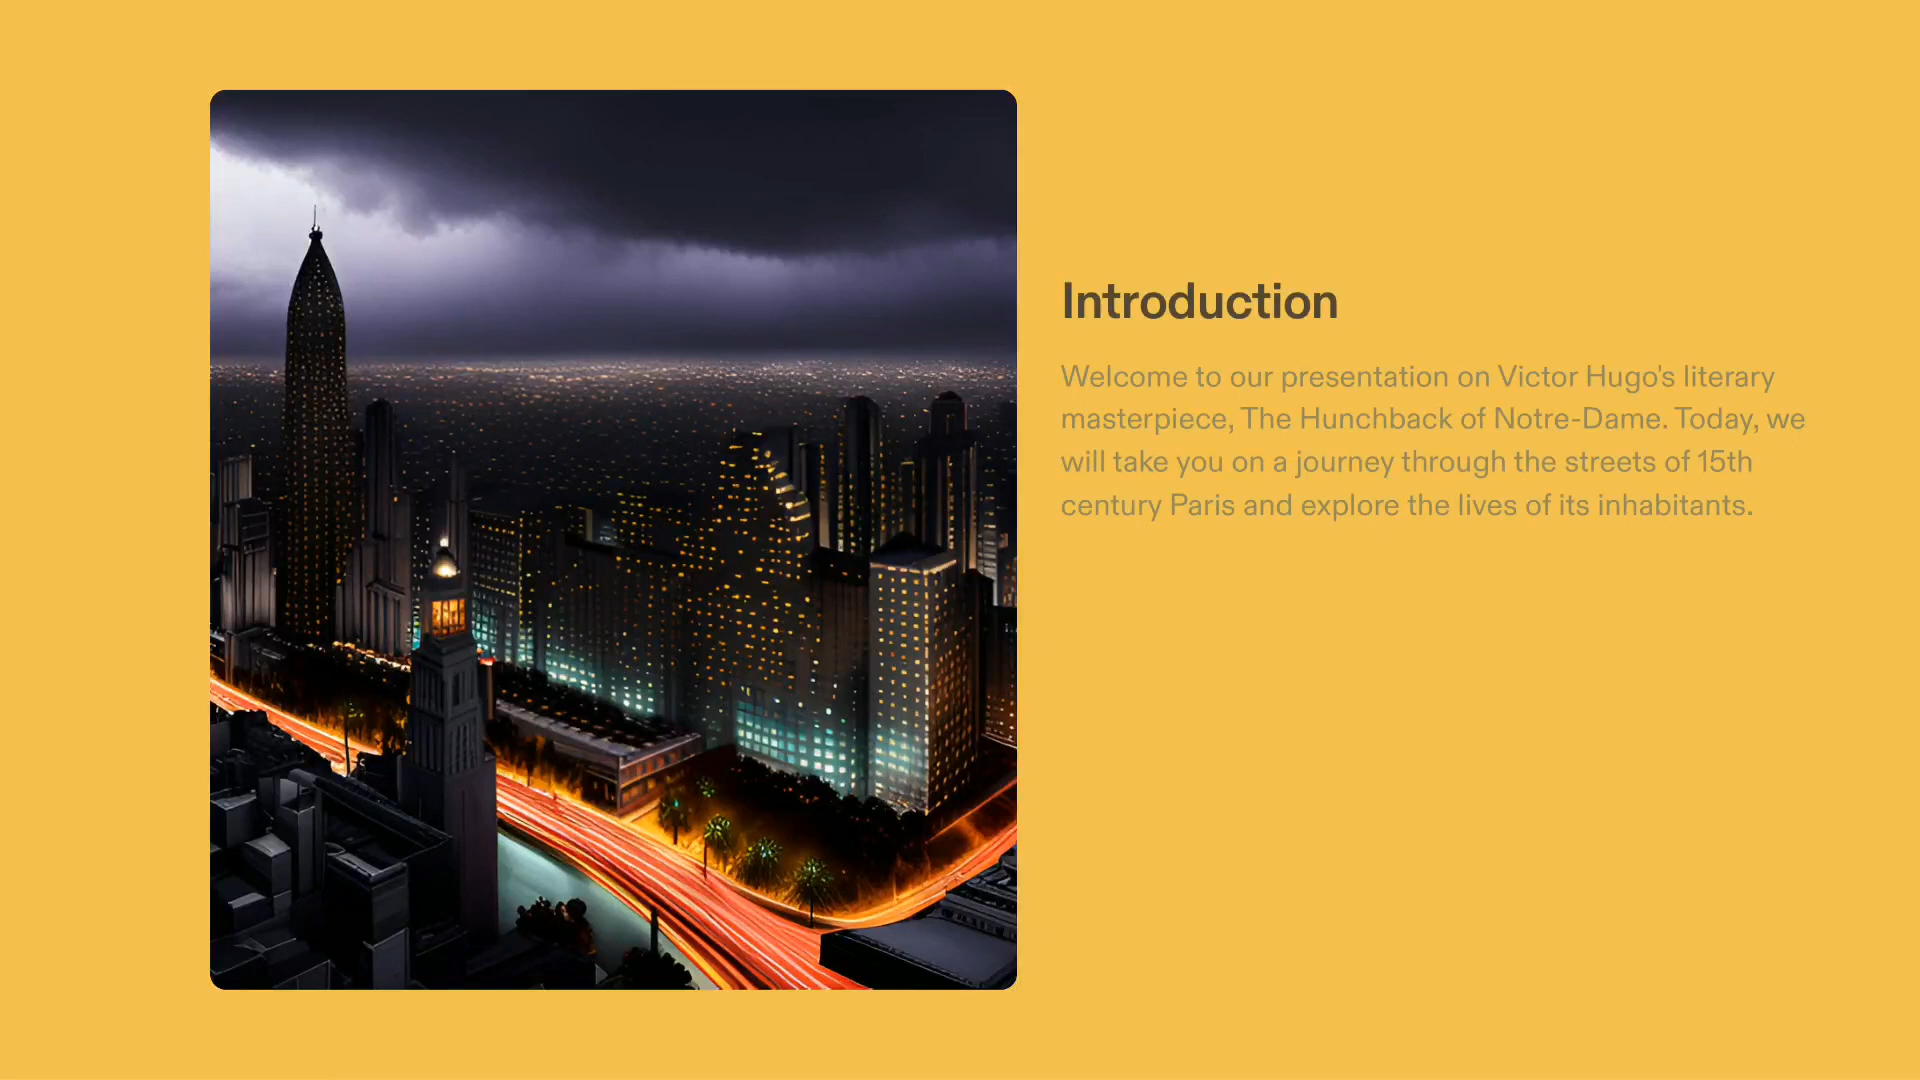 Introduction
Welcome to our presentation on Victor Hugo's literary
masterpiece, The Hunchback of Notre-Dame. Today, we
will take you on a journey through the streets of 15th
century Paris and explore the lives of its inhabitants.